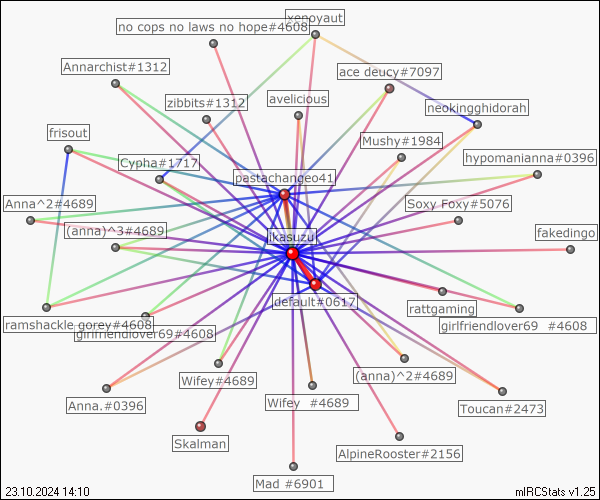 no cops no laws no hope#4608
xenoyaut
Annarchist#1312
ace deucy#7097
zibbits#1312
avelicious
neokingghidorah
frisout
Mushy#1984
Cypha#1717
hypomanianna#0396
pastachangeo41
Anna^2#4689
Soxy Foxy#5076
(anna)^3#4689
ikasuzu
fakedingo
default#0617
rattgaming
ramshackle gorey#4608
girlfriendlover69#4608
girlfriendlover69 #4608
Wifey#4689
(anna)^2#4689
Anna.#0396
Wifey #4689
Toucan#2473
Skalman
AlpineRooster#2156
Mad #6901
23.10.2024 14:10
mIRCStats v1.25